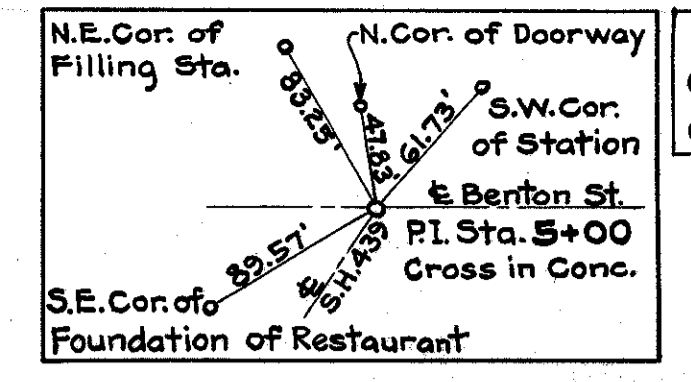 N.E.Cor. of
Filling Sta.
N.Cor. of Doorway
83.25'
47.83'
61.73'
S.W.Cor.
of Station
℄ Benton St.
P.I. Sta. 5+00
Cross in Conc.
89.57'
℄ S.H. 439
S.E.Cor. of
Foundation of Restaurant